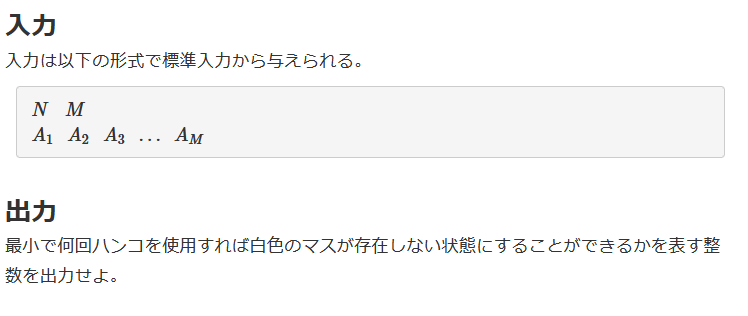 入力
入力は以下の形式で標準入力から与えられる。
N M
A₁ A₂ A₃ … A_M
出力
最小で何回ハンコを使用すれば白色のマスが存在しない状態にすることができるかを表す整
数を出力せよ。